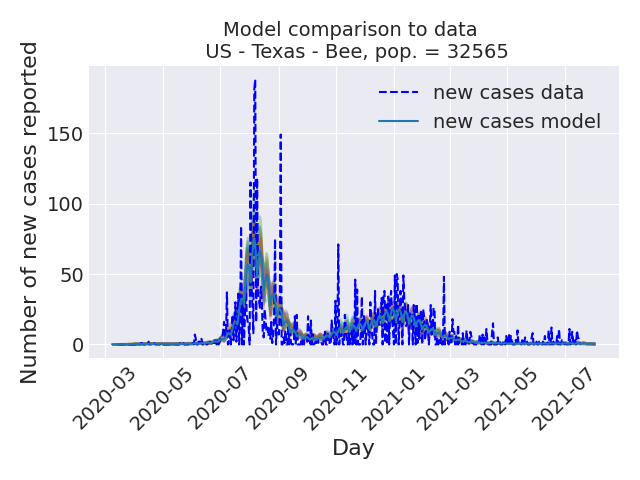 Model comparison to data
US - Texas - Bee, pop. = 32565
Number of new cases reported
new cases data
new cases model
150
100
50
0
2020-03
2020-05
2020-07
2020-09
2020-11
2021-01
2021-03
2021-05
2021-07
Day